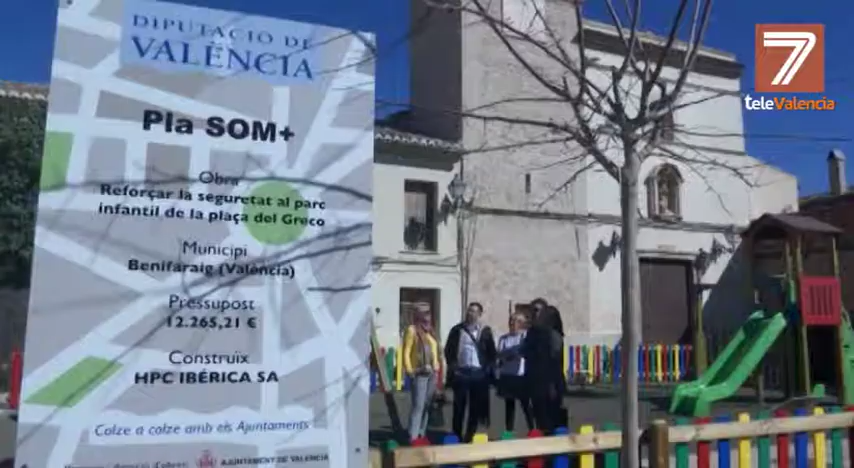 DIPUTACIÓ DE
VALÈNCIA
Pla SOM+
Obra
Reforçar la seguretat al parc
infantil de la plaça del Greco
Municipi
Benifaraig (València)
Pressupost
12.265,21 €
Construïx
HPC IBÉRICA SA
Colze a colze amb els Ajuntaments
AJUNTAMENT DE VALÈNCIA
7
teleValencia